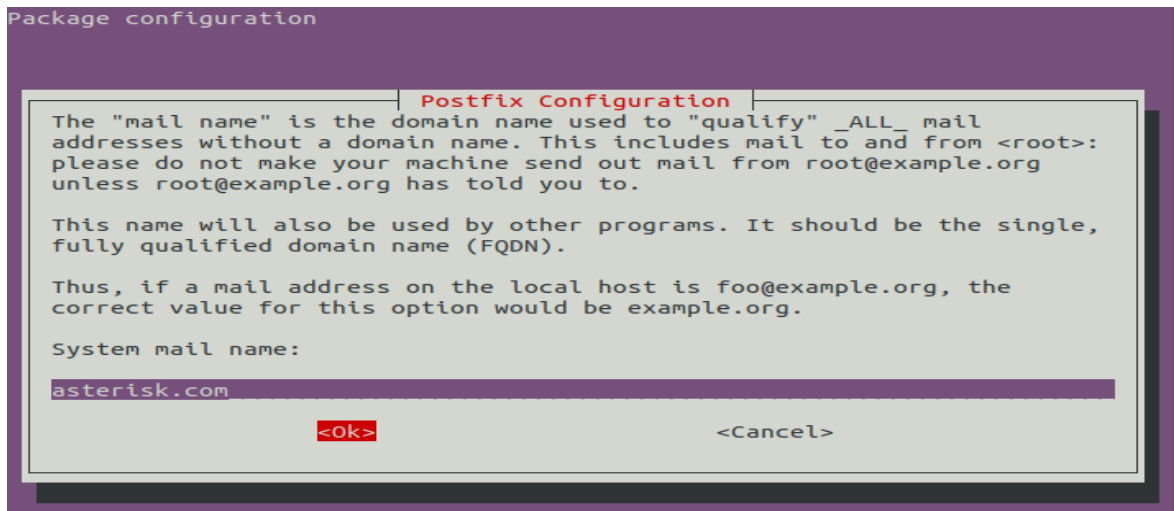 Package configuration
Postfix Configuration
The "mail name" is the domain name used to "qualify" _ALL_ mail
addresses without a domain name. This includes mail to and from <root>:
please do not make your machine send out mail from root@example.org
unless root@example.org has told you to.
This name will also be used by other programs. It should be the single,
fully qualified domain name (FQDN).
Thus, if a mail address on the local host is foo@example.org, the
correct value for this option would be example.org.
System mail name:
asterisk.com
<Ok> <Cancel>